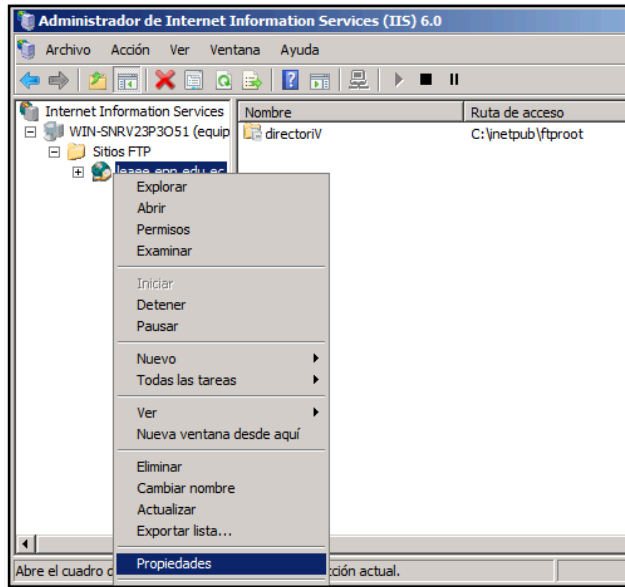 Administrador de Internet Information Services (IIS) 6.0
Archivo Acción Ver Ventana Ayuda
Internet Information Services
WIN-SNRV23P3O51 (equip
Sitios FTP
Nombre Ruta de acceso
directoriV C:\inetpub\ftproot
Explorar
Abrir
Permisos
Examinar
Iniciar
Detener
Pausar
Nuevo
Todas las tareas
Ver
Nueva ventana desde aquí
Eliminar
Cambiar nombre
Actualizar
Exportar lista...
Propiedades
Abre el cuadro d cción actual.